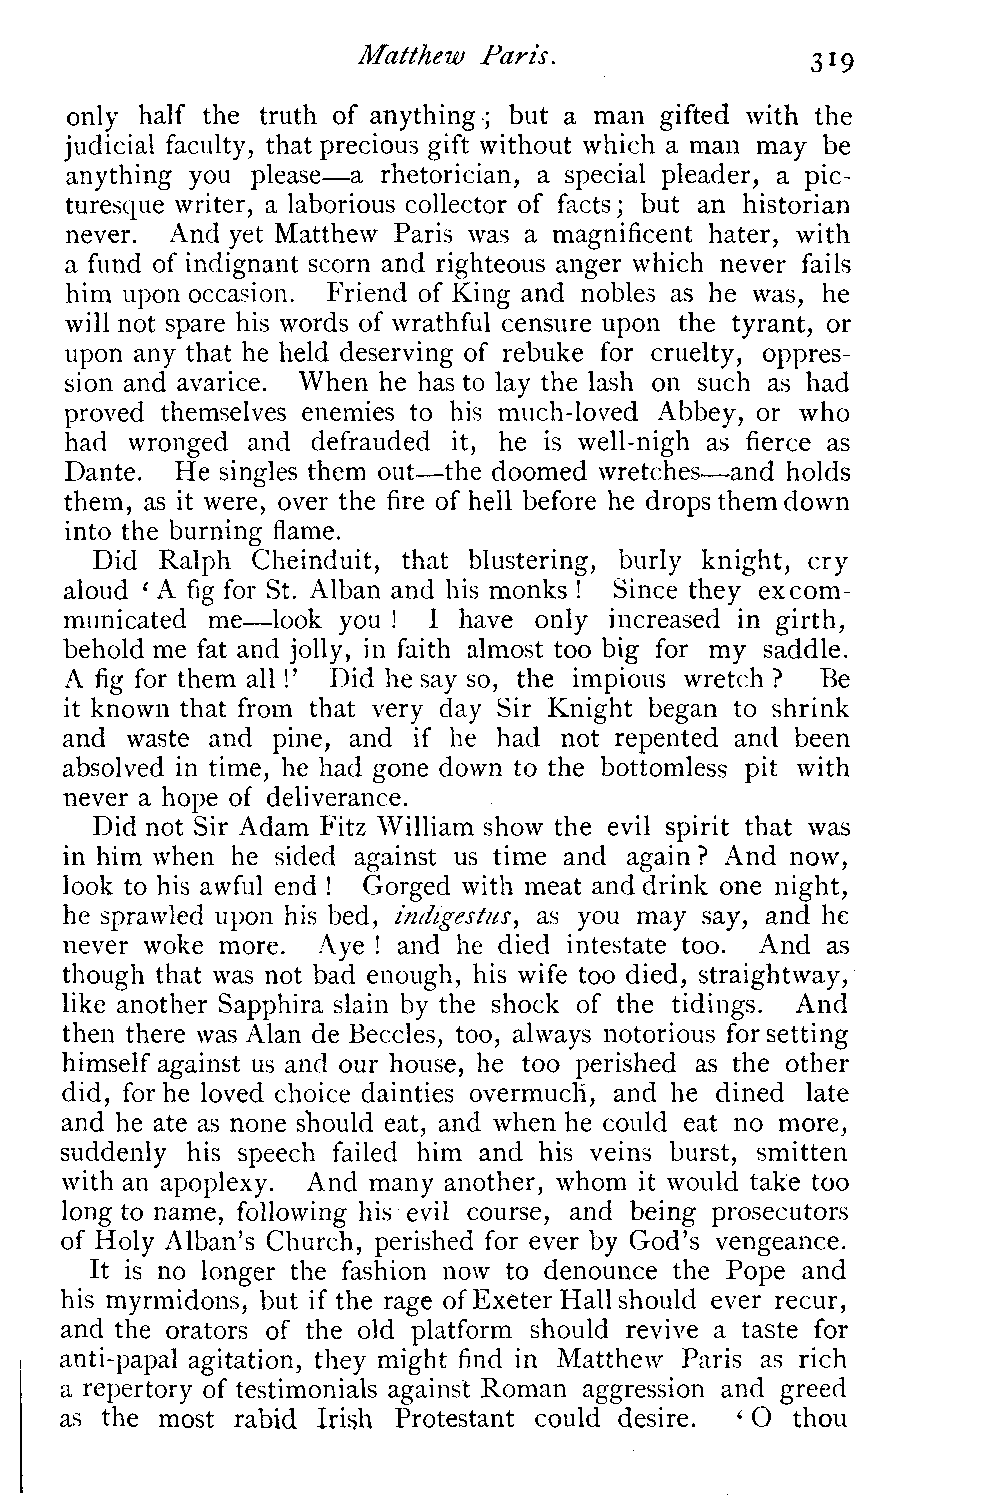 Matthew Paris. 319
only half the truth of anything ; but a man gifted with the
judicial faculty, that precious gift without which a man may be
anything you please—a rhetorician, a special pleader, a pic-
turesque writer, a laborious collector of facts; but an historian
never. And yet Matthew Paris was a magnificent hater, with
a fund of indignant scorn and righteous anger which never fails
him upon occasion. Friend of King and nobles as he was, he
will not spare his words of wrathful censure upon the tyrant, or
upon any that he held deserving of rebuke for cruelty, oppres-
sion and avarice. When he has to lay the lash on such as had
proved themselves enemies to his much-loved Abbey, or who
had wronged and defrauded it, he is well-nigh as fierce as
Dante. He singles them out—the doomed wretches—and holds
them, as it were, over the fire of hell before he drops them down
into the burning flame.
Did Ralph Cheinduit, that blustering, burly knight, cry
aloud ‘ A fig for St. Alban and his monks ! Since they excom-
municated me—look you ! I have only increased in girth,
behold me fat and jolly, in faith almost too big for my saddle.
A fig for them all !’ Did he say so, the impious wretch ? Be
it known that from that very day Sir Knight began to shrink
and waste and pine, and if he had not repented and been
absolved in time, he had gone down to the bottomless pit with
never a hope of deliverance.
Did not Sir Adam Fitz William show the evil spirit that was
in him when he sided against us time and again ? And now,
look to his awful end ! Gorged with meat and drink one night,
he sprawled upon his bed, indigestus, as you may say, and he
never woke more. Aye ! and he died intestate too. And as
though that was not bad enough, his wife too died, straightway,
like another Sapphira slain by the shock of the tidings. And
then there was Alan de Beccles, too, always notorious for setting
himself against us and our house, he too perished as the other
did, for he loved choice dainties overmuch, and he dined late
and he ate as none should eat, and when he could eat no more,
suddenly his speech failed him and his veins burst, smitten
with an apoplexy. And many another, whom it would take too
long to name, following his evil course, and being prosecutors
of Holy Alban's Church, perished for ever by God's vengeance.
It is no longer the fashion now to denounce the Pope and
his myrmidons, but if the rage of Exeter Hall should ever recur,
and the orators of the old platform should revive a taste for
anti-papal agitation, they might find in Matthew Paris as rich
a repertory of testimonials against Roman aggression and greed
as the most rabid Irish Protestant could desire. ‘ O thou